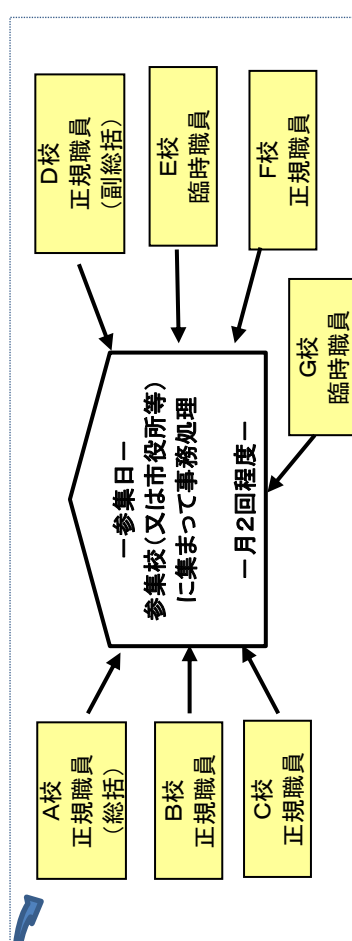 A校
正規職員
(総括)
B校
正規職員
C校
正規職員
－参集日－
参集校(又は市役所等)
に集まって事務処理
－月2回程度－
D校
正規職員
(副総括)
E校
臨時職員
F校
正規職員
G校
臨時職員